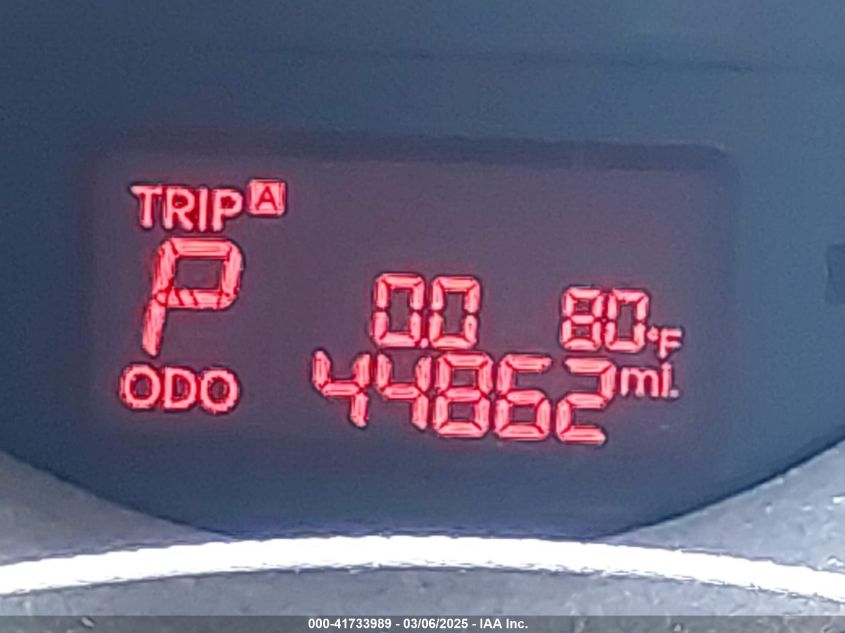 TRIP A
P
0.0 80°F
ODO 44862 mi.
000-41733989 - 03/06/2025 - IAA Inc.